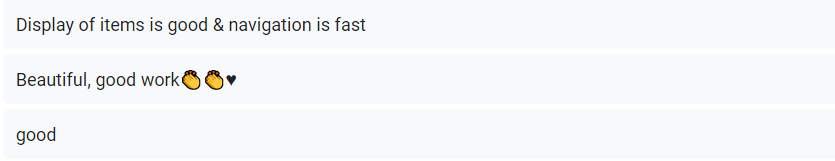 Display of items is good & navigation is fast
Beautiful, good work👏👏♥
good